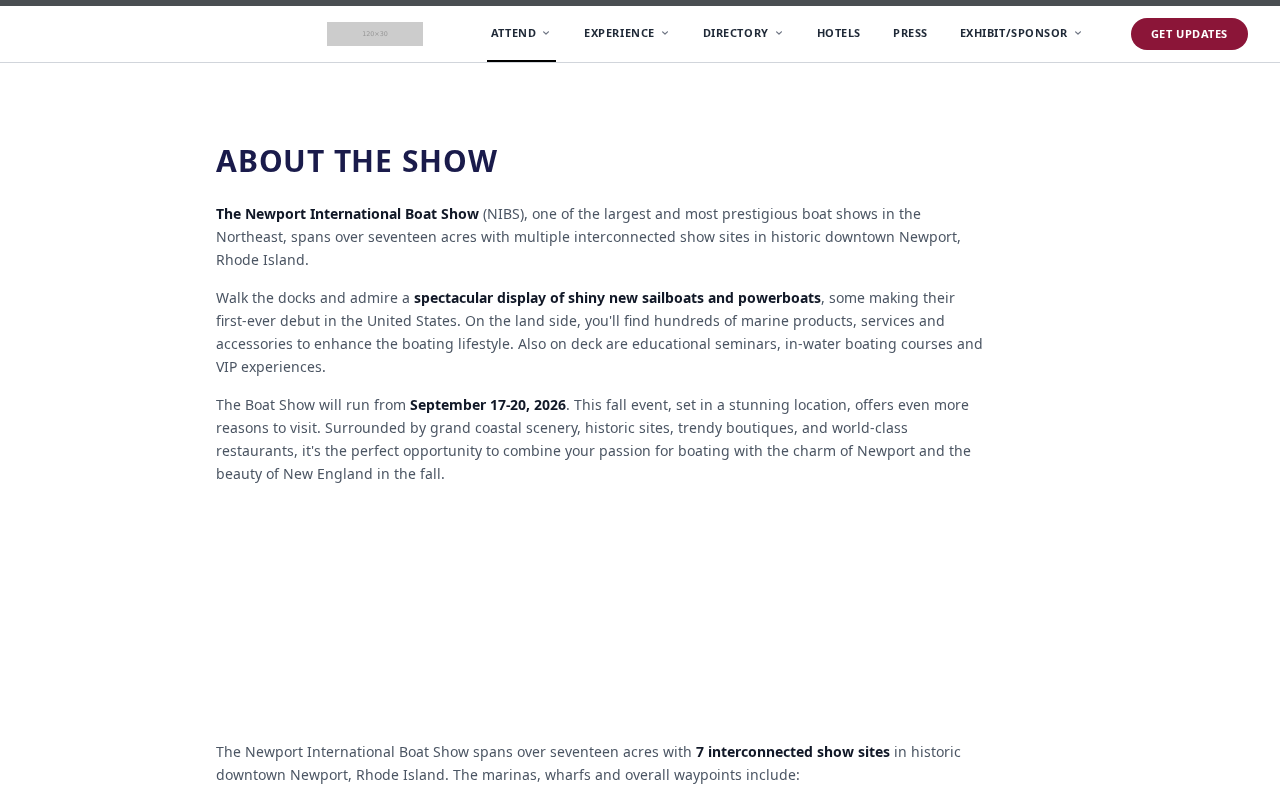 120×30
ATTEND
EXPERIENCE
DIRECTORY
HOTELS
PRESS
EXHIBIT/SPONSOR
GET UPDATES
ABOUT THE SHOW
The Newport International Boat Show (NIBS), one of the largest and most prestigious boat shows in the
Northeast, spans over seventeen acres with multiple interconnected show sites in historic downtown Newport,
Rhode Island.
Walk the docks and admire a spectacular display of shiny new sailboats and powerboats, some making their
first-ever debut in the United States. On the land side, you'll find hundreds of marine products, services and
accessories to enhance the boating lifestyle. Also on deck are educational seminars, in-water boating courses and
VIP experiences.
The Boat Show will run from September 17-20, 2026. This fall event, set in a stunning location, offers even more
reasons to visit. Surrounded by grand coastal scenery, historic sites, trendy boutiques, and world-class
restaurants, it's the perfect opportunity to combine your passion for boating with the charm of Newport and the
beauty of New England in the fall.
The Newport International Boat Show spans over seventeen acres with 7 interconnected show sites in historic
downtown Newport, Rhode Island. The marinas, wharfs and overall waypoints include: